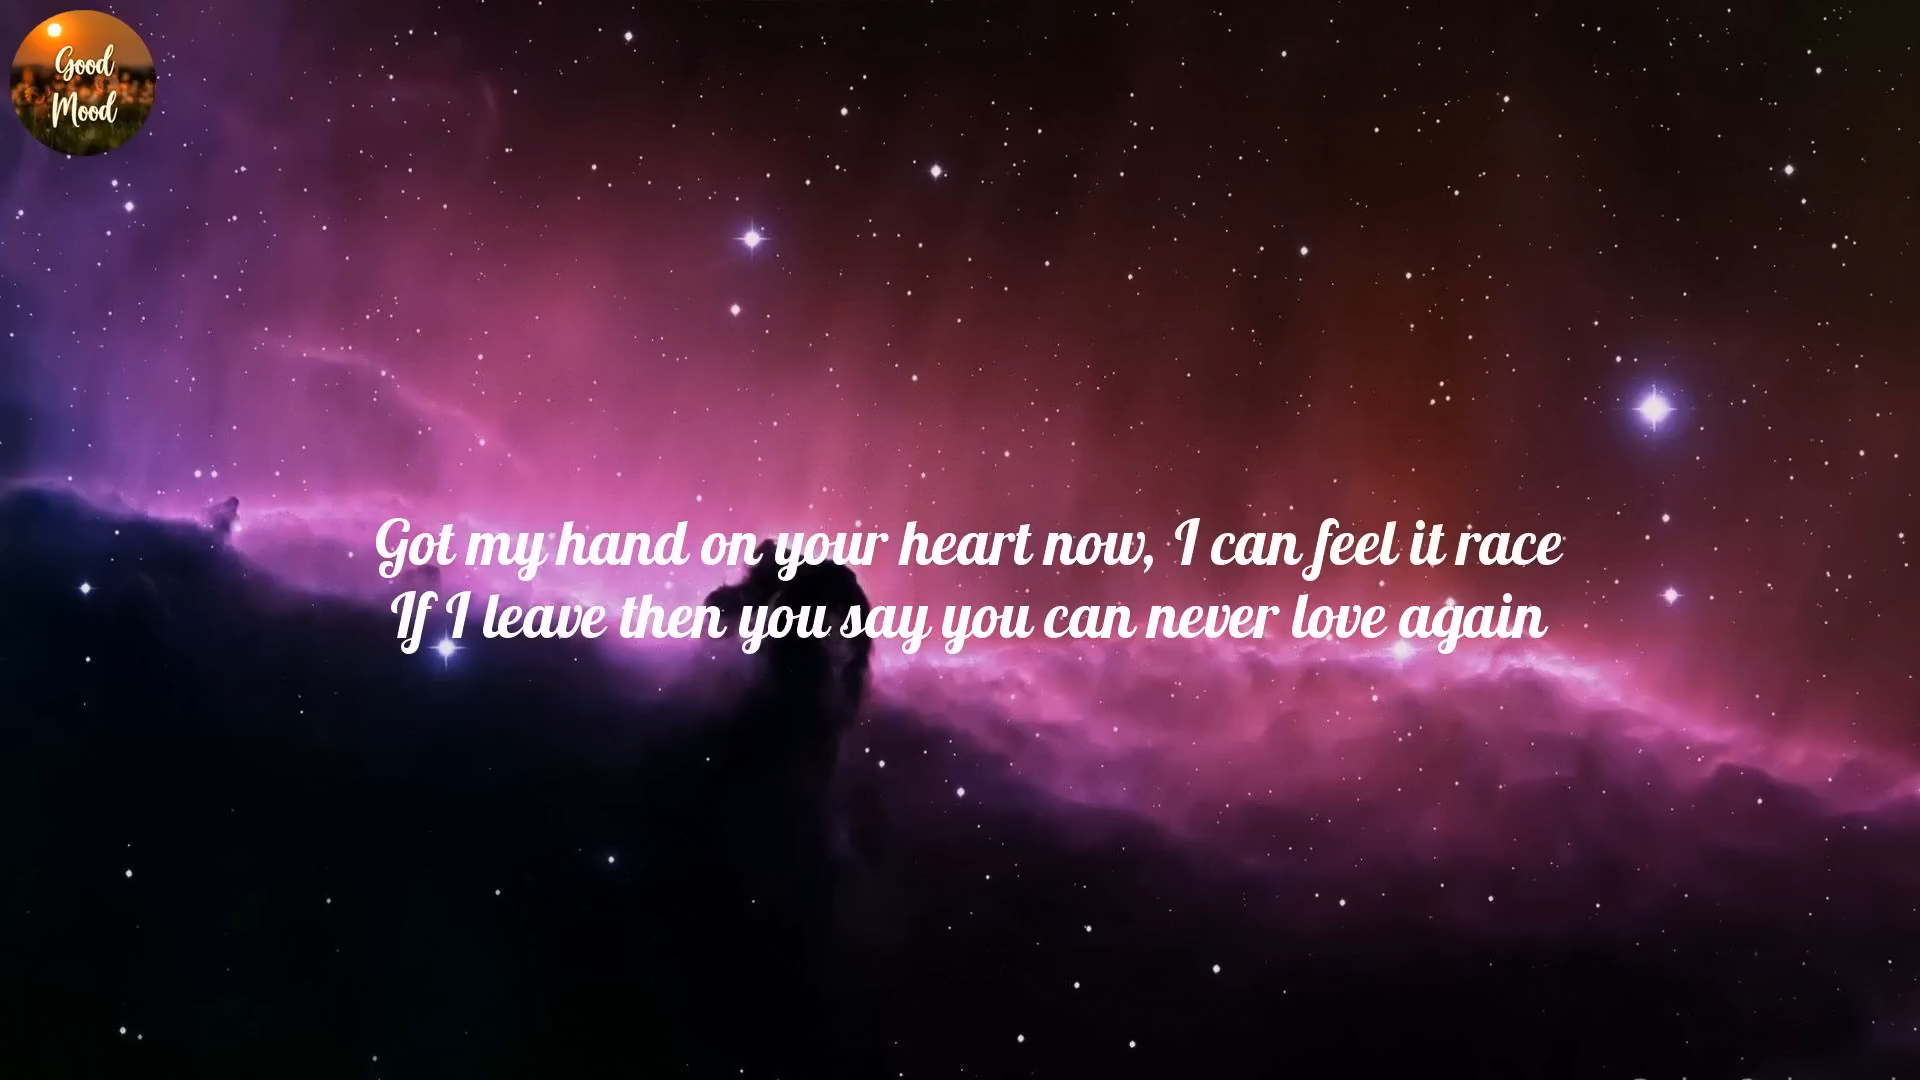 Good
Mood
Got my hand on your heart now, I can feel it race
If I leave then you say you can never love again